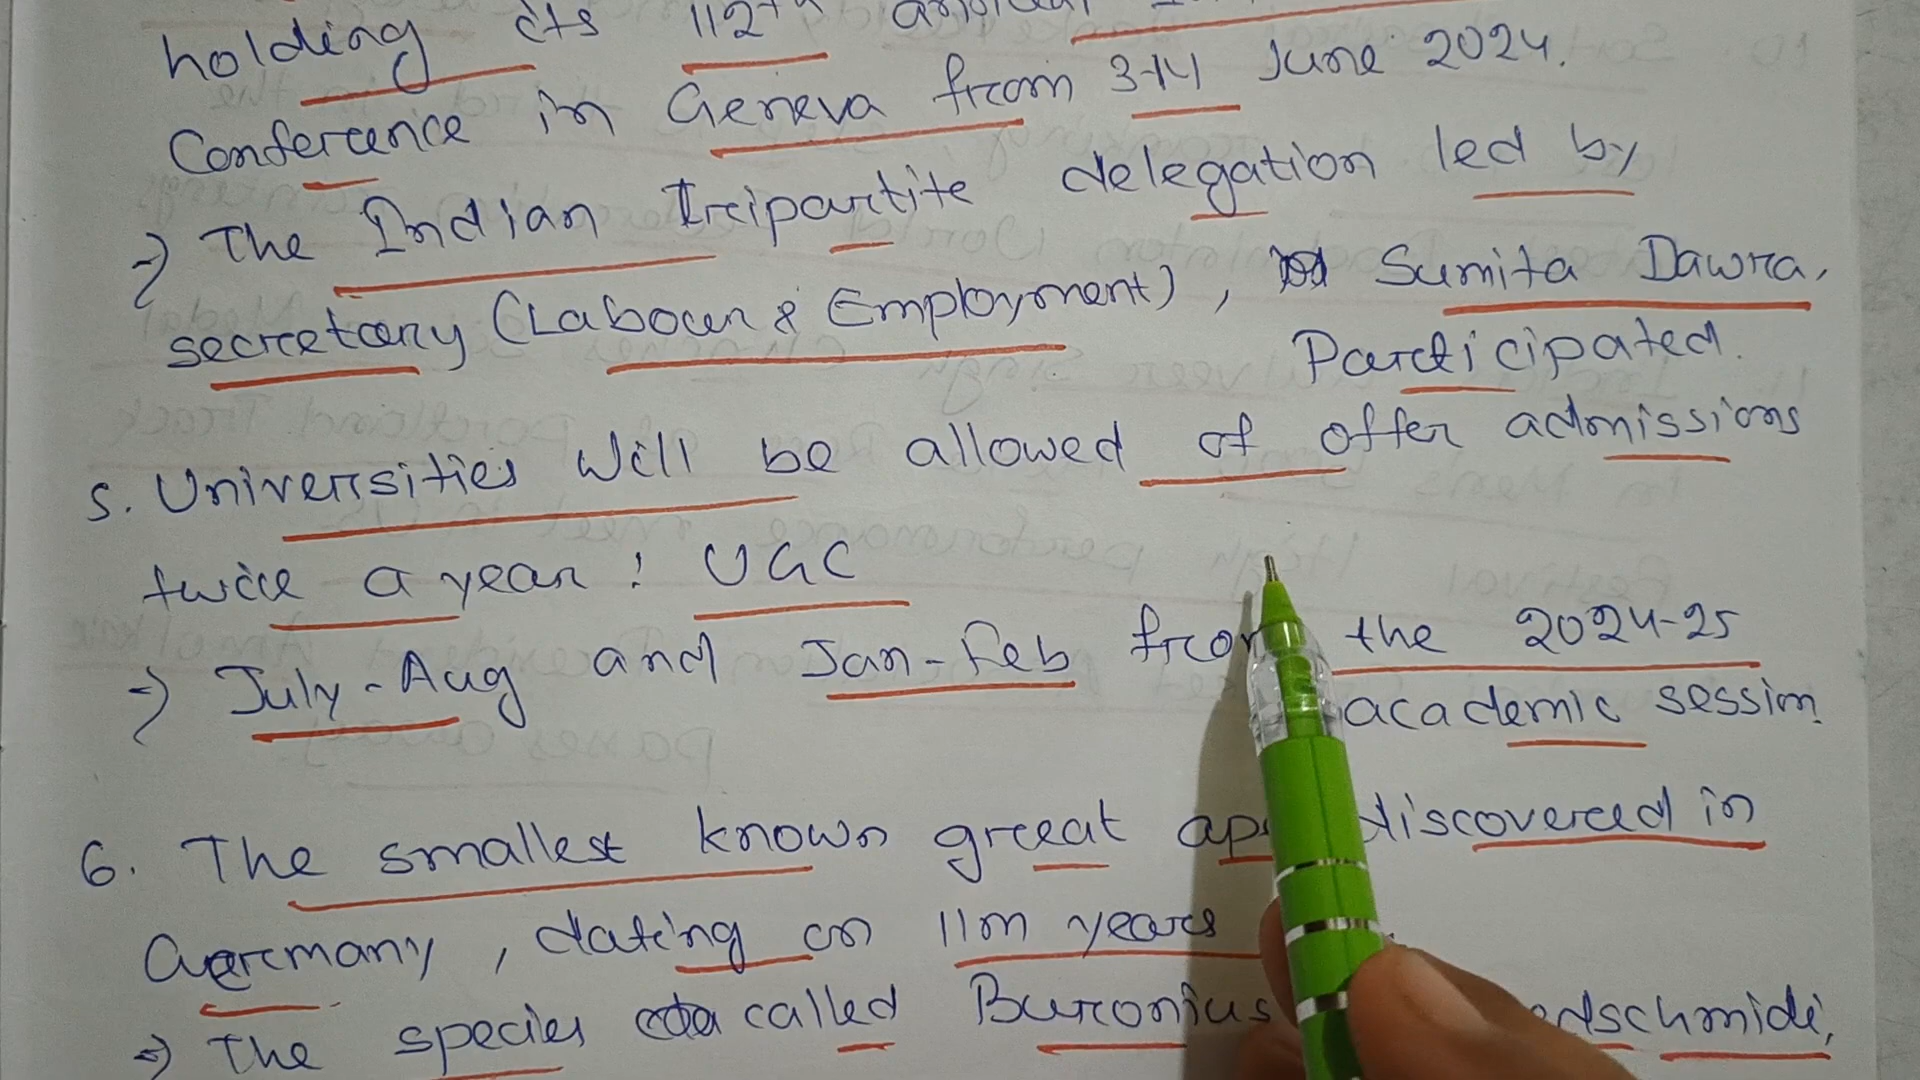 holding its 112th annual
Conference in Geneva from 3-14 June 2024.
=> The Indian Tripartite delegation led by
secretary (Labour & Employment), Sumita Dawra,
Participated.
5. Universities Will be allowed of offer admissions
twice a year : UGC
=> July-Aug and Jan-Feb from the 2024-25
academic session
6. The smallest known great ape discovered in
Germany, dating on 11m years
=> The species called Buronius